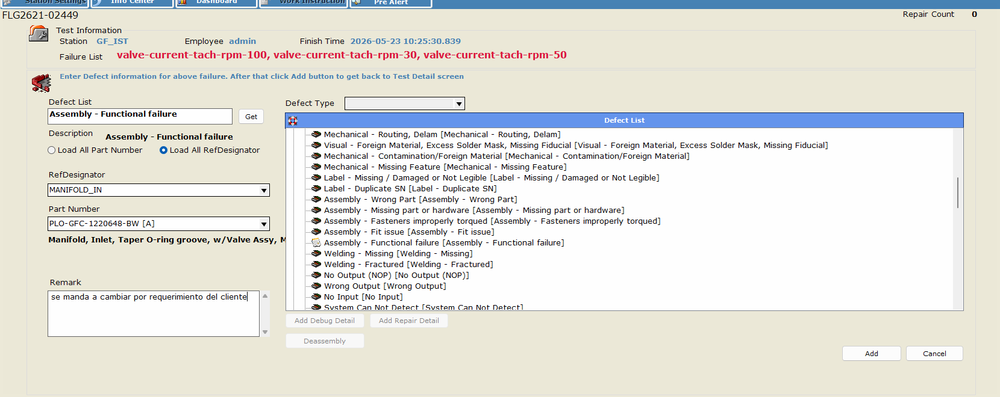 Station Settings Info Center Dashboard Work Instruction Pre Alert
FLG2621-02449 Repair Count 0
Test Information
Station GF_IST Employee admin Finish Time 2026-05-23 10:25:30.839
Failure List valve-current-tach-rpm-100, valve-current-tach-rpm-30, valve-current-tach-rpm-50
Enter Defect information for above failure. After that click Add button to get back to Test Detail screen
Defect List
Assembly - Functional failure Get
Description Assembly - Functional failure
Load All Part Number Load All RefDesignator
RefDesignator
MANIFOLD_IN
Part Number
PLO-GFC-1220648-BW [A]
Manifold, Inlet, Taper O-ring groove, w/Valve Assy, M
Remark
se manda a cambiar por requerimiento del cliente
Defect Type
Defect List
Mechanical - Routing, Delam [Mechanical - Routing, Delam]
Visual - Foreign Material, Excess Solder Mask, Missing Fiducial [Visual - Foreign Material, Excess Solder Mask, Missing Fiducial]
Mechanical - Contamination/Foreign Material [Mechanical - Contamination/Foreign Material]
Mechanical - Missing Feature [Mechanical - Missing Feature]
Label - Missing / Damaged or Not Legible [Label - Missing / Damaged or Not Legible]
Label - Duplicate SN [Label - Duplicate SN]
Assembly - Wrong Part [Assembly - Wrong Part]
Assembly - Missing part or hardware [Assembly - Missing part or hardware]
Assembly - Fasteners improperly torqued [Assembly - Fasteners improperly torqued]
Assembly - Fit issue [Assembly - Fit issue]
Assembly - Functional failure [Assembly - Functional failure]
Welding - Missing [Welding - Missing]
Welding - Fractured [Welding - Fractured]
No Output (NOP) [No Output (NOP)]
Wrong Output [Wrong Output]
No Input [No Input]
System Can Not Detect [System Can Not Detect]
Add Debug Detail Add Repair Detail
Deassembly
Add Cancel